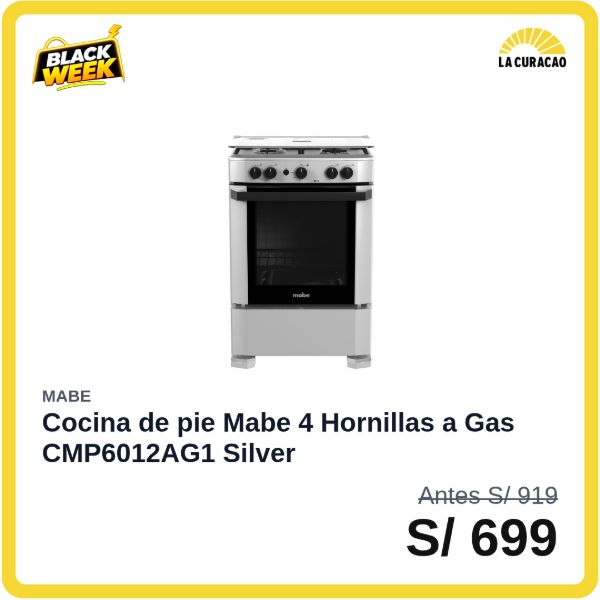 BLACK
WEEK
LA CURACAO
mabe
MABE
Cocina de pie Mabe 4 Hornillas a Gas
CMP6012AG1 Silver
Antes S/ 919
S/ 699